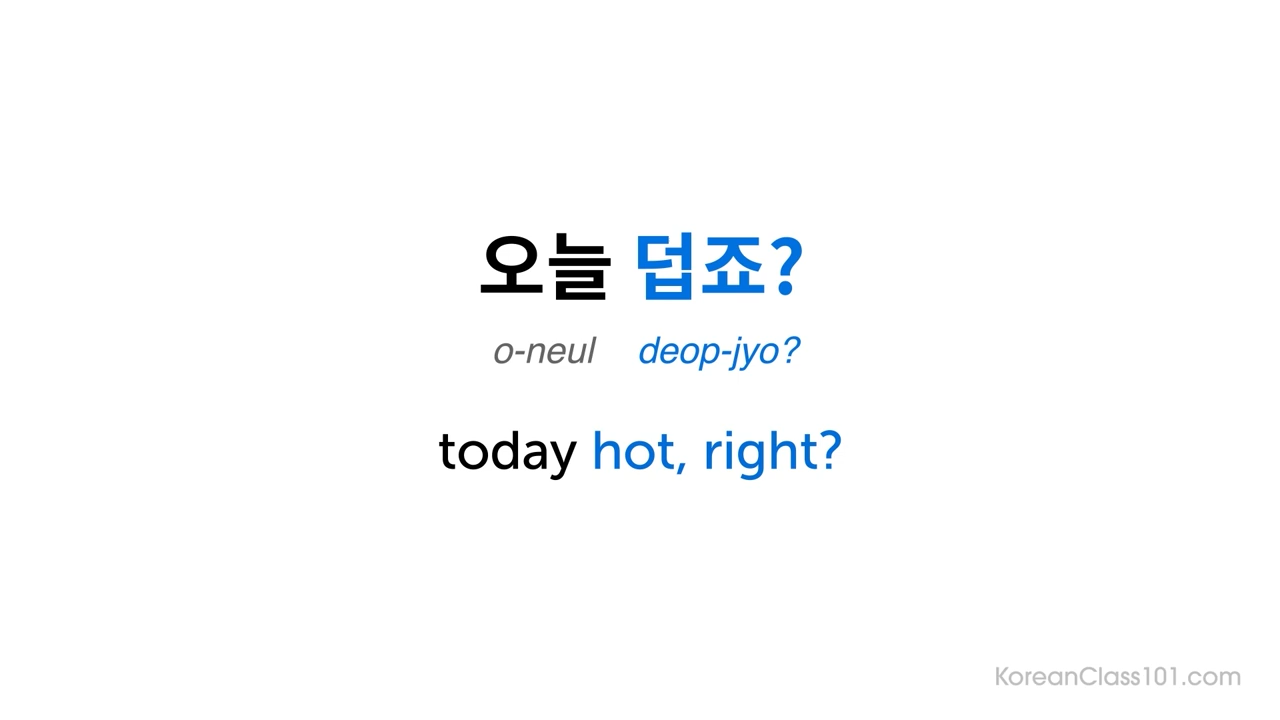 오늘 덥죠?
o-neul deop-jyo?
today hot, right?
KoreanClass101.com